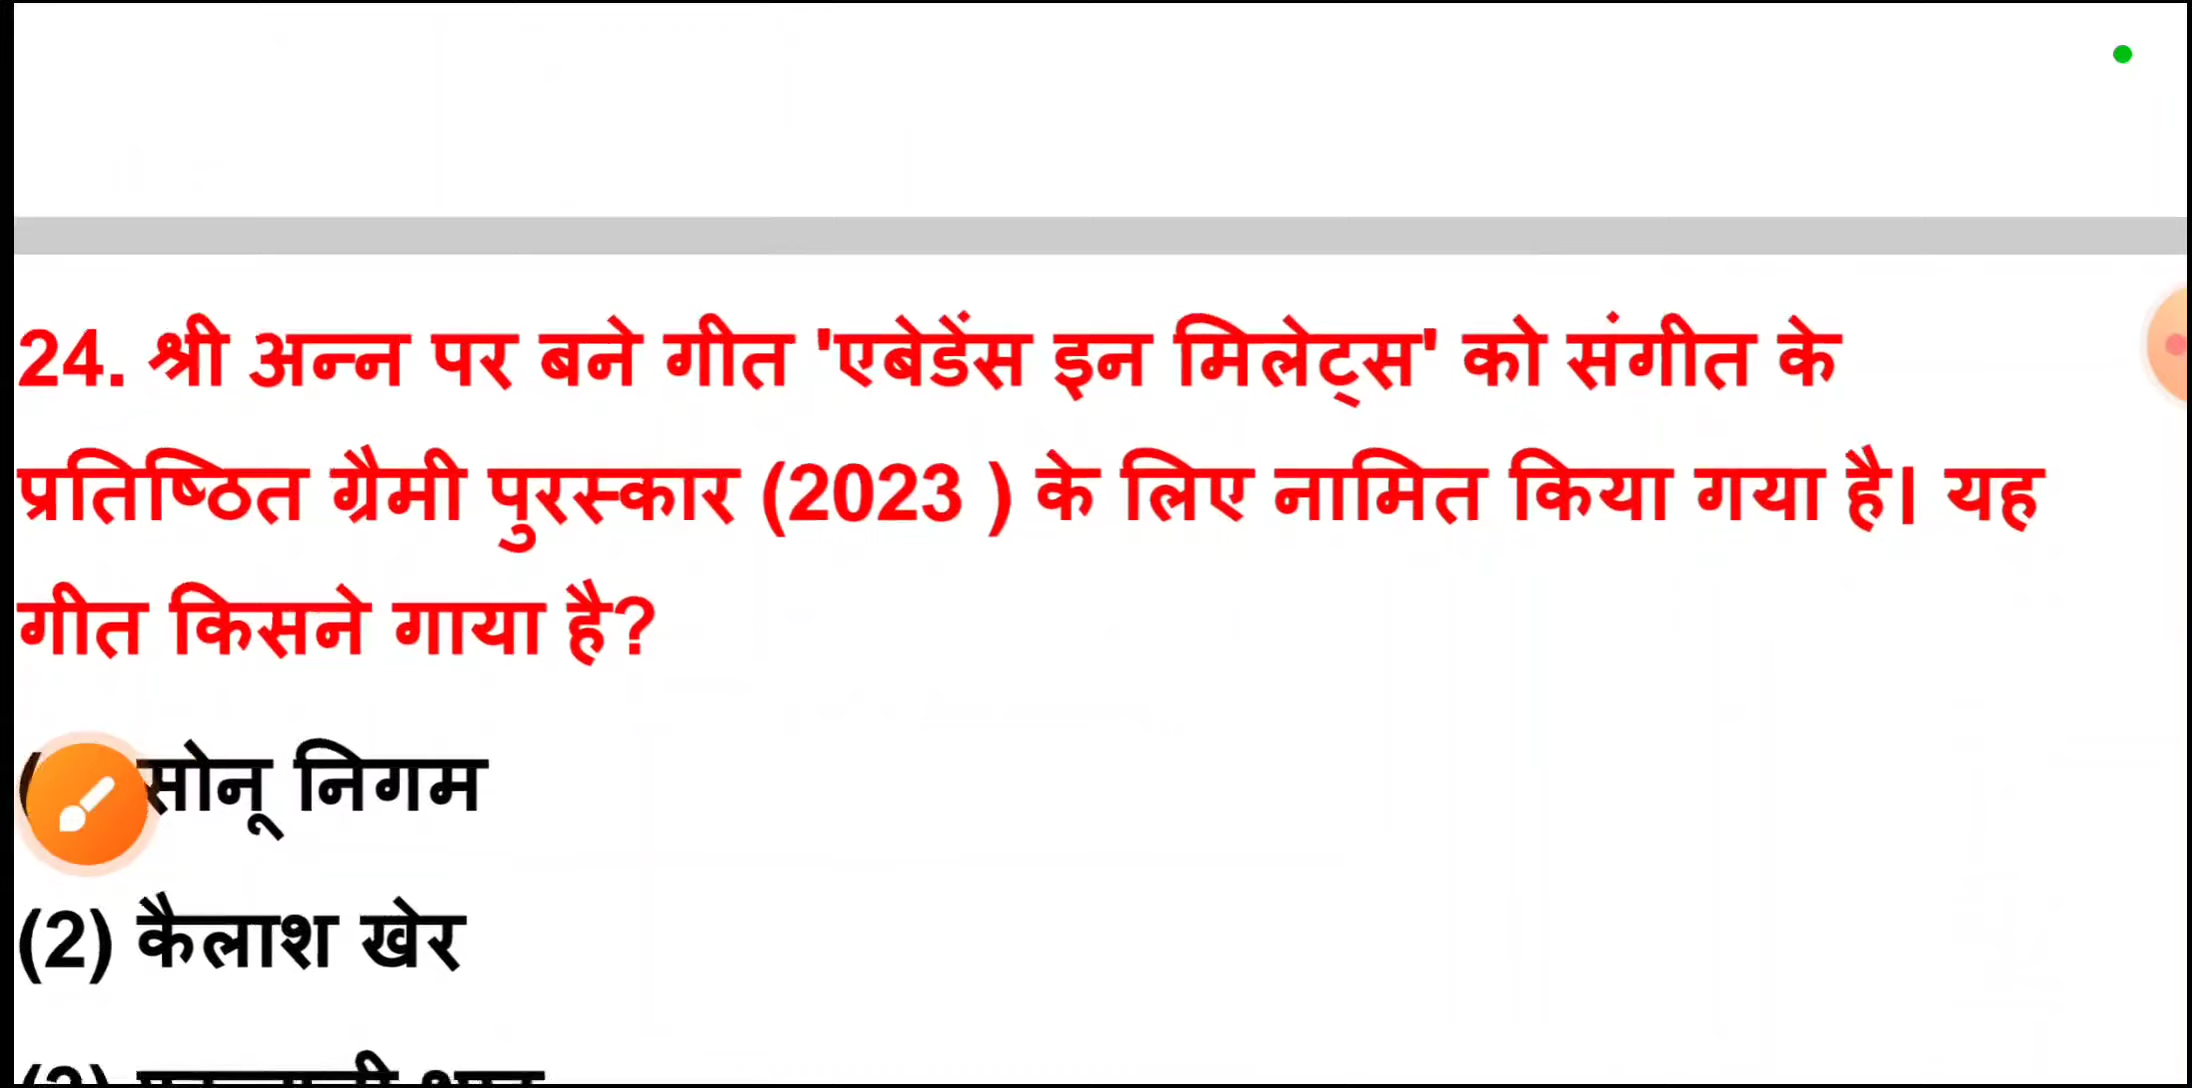 24. श्री अन्न पर बने गीत 'एबेडेंस इन मिलेट्स' को संगीत के
प्रतिष्ठित ग्रैमी पुरस्कार (2023 ) के लिए नामित किया गया है। यह
गीत किसने गाया है?
सोनू निगम
(2) कैलाश खेर